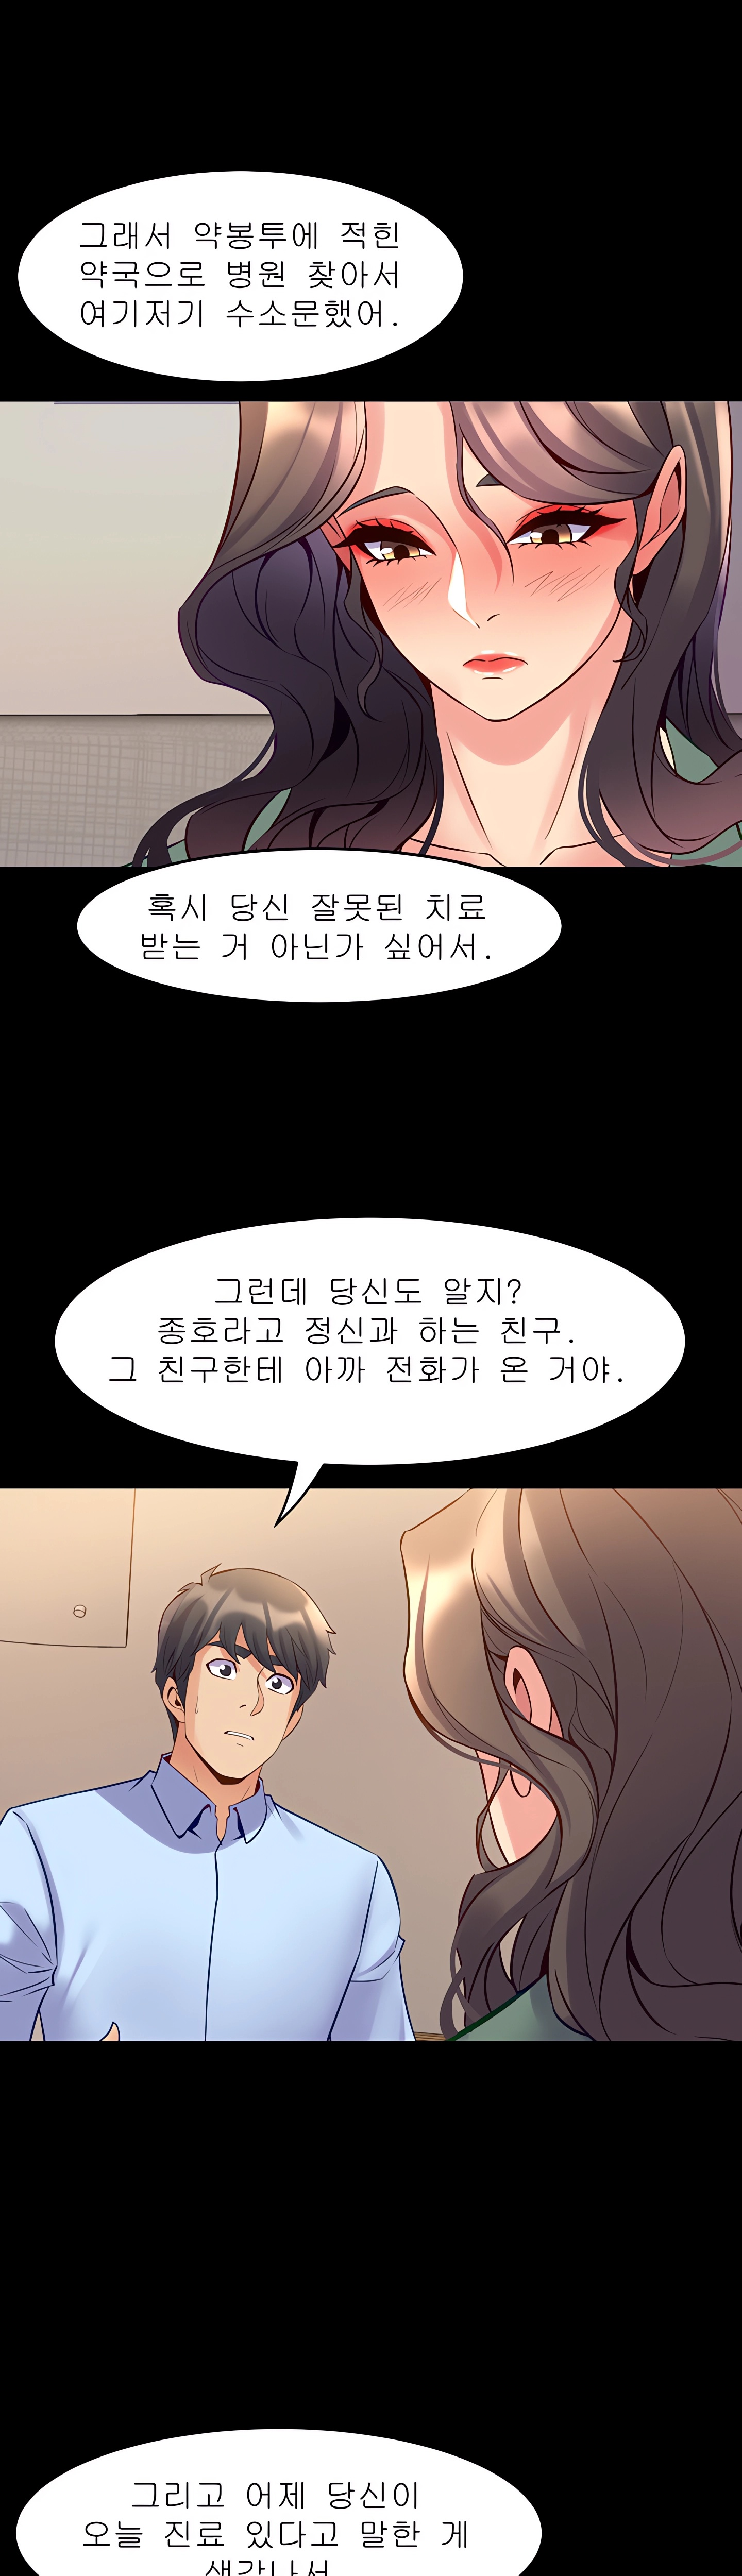 그래서 약봉투에 적힌
약국으로 병원 찾아서
여기저기 수소문했어.
혹시 당신 잘못된 치료
받는 거 아닌가 싶어서.
그런데 당신도 알지?
종호라고 정신과 하는 친구.
그 친구한테 아까 전화가 온 거야.
그리고 어제 당신이
오늘 진료 있다고 말한 게
생각나서